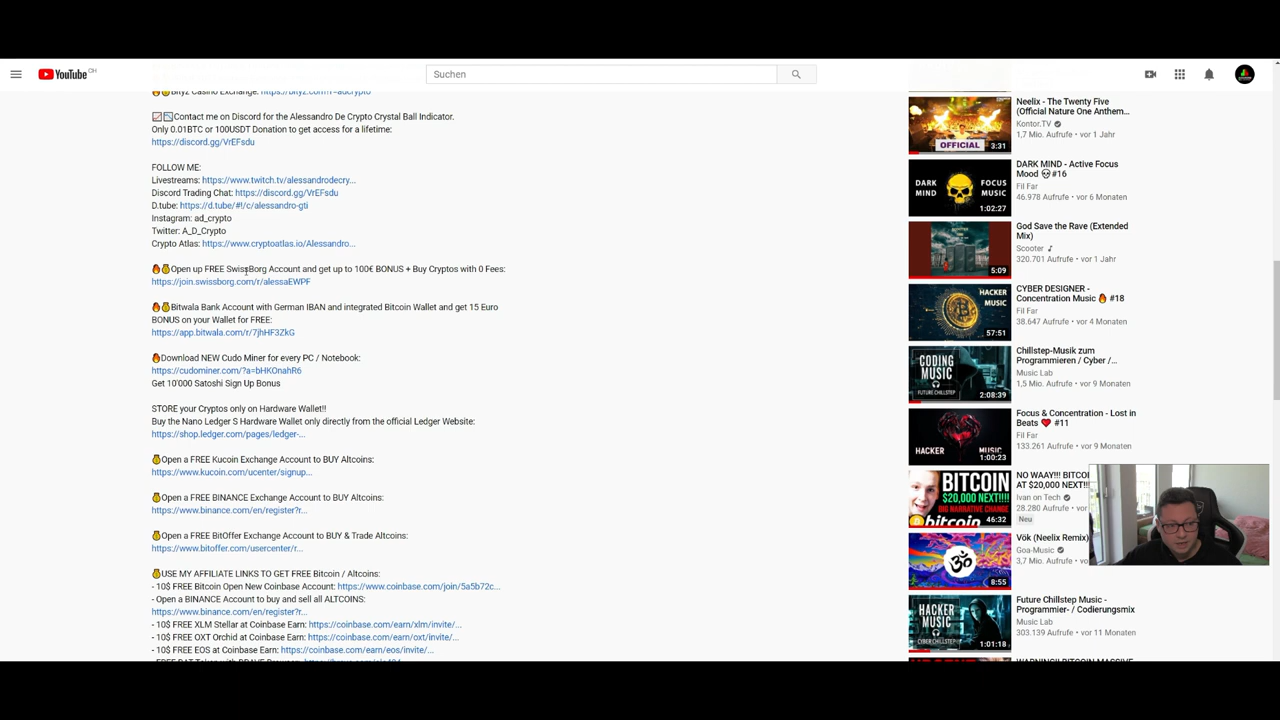 YouTube CH
Suchen
Bityz Casino Exchange: https://bityz.com/?r=adcrypto
Contact me on Discord for the Alessandro De Crypto Crystal Ball Indicator.
Only 0.01BTC or 100USDT Donation to get access for a lifetime:
https://discord.gg/VrEFsdu
FOLLOW ME:
Livestreams: https://www.twitch.tv/alessandrodecry...
Discord Trading Chat: https://discord.gg/VrEFsdu
D.tube: https://d.tube/#!/c/alessandro-gti
Instagram: ad_crypto
Twitter: A_D_Crypto
Crypto Atlas: https://www.cryptoatlas.io/Alessandro...
Open up FREE SwissBorg Account and get up to 100€ BONUS + Buy Cryptos with 0 Fees:
https://join.swissborg.com/r/alessaEWPF
Bitwala Bank Account with German IBAN and integrated Bitcoin Wallet and get 15 Euro
BONUS on your Wallet for FREE:
https://app.bitwala.com/r/7jhHF3ZkG
Download NEW Cudo Miner for every PC / Notebook:
https://cudominer.com/?a=bHKOnahR6
Get 10'000 Satoshi Sign Up Bonus
STORE your Cryptos only on Hardware Wallet!!
Buy the Nano Ledger S Hardware Wallet only directly from the official Ledger Website:
https://shop.ledger.com/pages/ledger-...
Open a FREE Kucoin Exchange Account to BUY Altcoins:
https://www.kucoin.com/ucenter/signup...
Open a FREE BINANCE Exchange Account to BUY Altcoins:
https://www.binance.com/en/register?r...
Open a FREE BitOffer Exchange Account to BUY & Trade Altcoins:
https://www.bitoffer.com/usercenter/r...
USE MY AFFILIATE LINKS TO GET FREE Bitcoin / Altcoins:
- 10$ FREE Bitcoin Open New Coinbase Account: https://www.coinbase.com/join/5a5b72c...
- Open a BINANCE Account to buy and sell all ALTCOINS:
https://www.binance.com/en/register?r...
- 10$ FREE XLM Stellar at Coinbase Earn: https://coinbase.com/earn/xlm/invite/...
- 10$ FREE OXT Orchid at Coinbase Earn: https://coinbase.com/earn/oxt/invite/...
- 10$ FREE EOS at Coinbase Earn: https://coinbase.com/earn/eos/invite/...
OFFICIAL
3:31
Neelix - The Twenty Five
(Official Nature One Anthem...
Kontor.TV
1,7 Mio. Aufrufe • vor 1 Jahr
DARK MIND
FOCUS MUSIC
1:02:27
DARK MIND - Active Focus
Mood #16
Fil Far
46.978 Aufrufe • vor 6 Monaten
5:09
God Save the Rave (Extended
Mix)
Scooter
320.701 Aufrufe • vor 1 Jahr
HACKER MUSIC
57:51
CYBER DESIGNER -
Concentration Music #18
Fil Far
38.647 Aufrufe • vor 4 Monaten
CODING MUSIC
FUTURE CHILLSTEP
2:08:39
Chillstep-Musik zum
Programmieren / Cyber /...
Music Lab
1,5 Mio. Aufrufe • vor 9 Monaten
HACKER MUSIC
1:00:23
Focus & Concentration - Lost in
Beats #11
Fil Far
133.261 Aufrufe • vor 9 Monaten
BITCOIN
$20,000 NEXT!!!!
BIG NARRATIVE CHANGE
bitcoin
46:32
NO WAAY!!! BITCOI
AT $20,000 NEXT!!
Ivan on Tech
28.280 Aufrufe • vor
Neu
8:55
Vök (Neelix Remix)
Goa-Music
3,7 Mio. Aufrufe • vor
HACKER MUSIC
CYBER CHILLSTEP
1:01:18
Future Chillstep Music -
Programmier- / Codierungsmix
Music Lab
303.139 Aufrufe • vor 11 Monaten